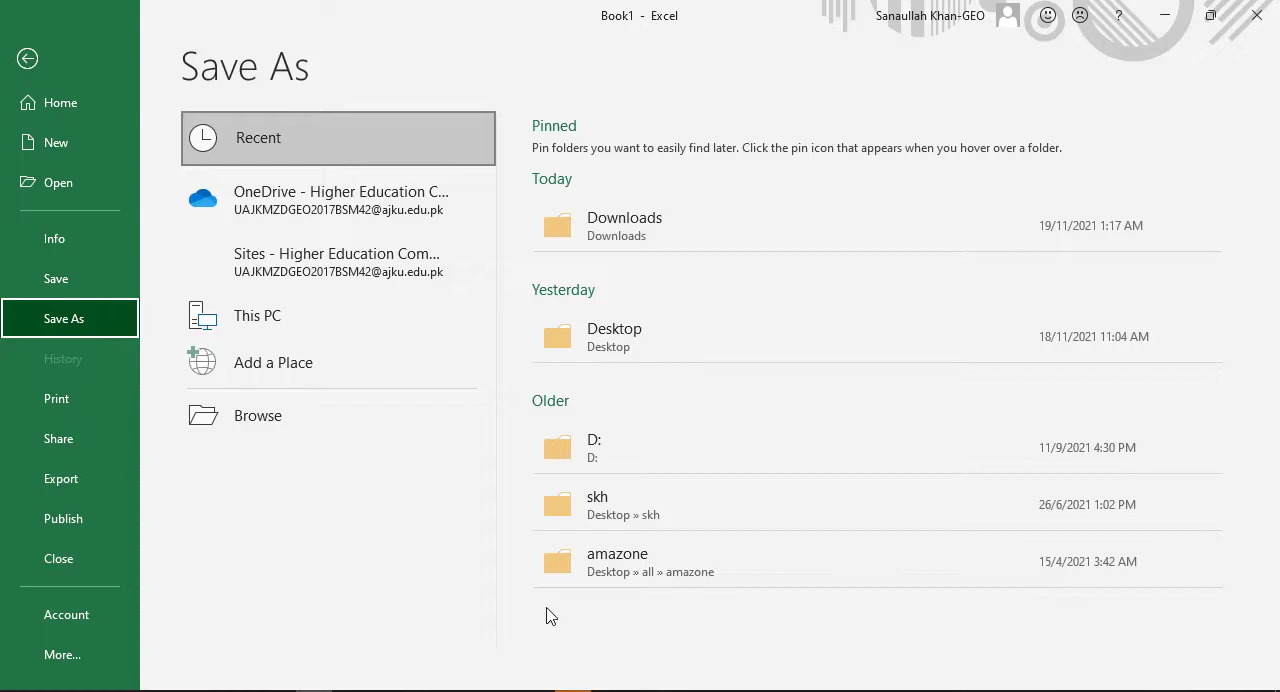 Book1 - Excel
Sanaullah Khan-GEO
?
Save As
Home
New
Open
Info
Save
Save As
History
Print
Share
Export
Publish
Close
Account
More...
Recent
OneDrive - Higher Education C...
UAJKMZDGEO2017BSM42@ajku.edu.pk
Sites - Higher Education Com...
UAJKMZDGEO2017BSM42@ajku.edu.pk
This PC
Add a Place
Browse
Pinned
Pin folders you want to easily find later. Click the pin icon that appears when you hover over a folder.
Today
Downloads
Downloads
19/11/2021 1:17 AM
Yesterday
Desktop
Desktop
18/11/2021 11:04 AM
Older
D:
D:
11/9/2021 4:30 PM
skh
Desktop » skh
26/6/2021 1:02 PM
amazone
Desktop » all » amazone
15/4/2021 3:42 AM